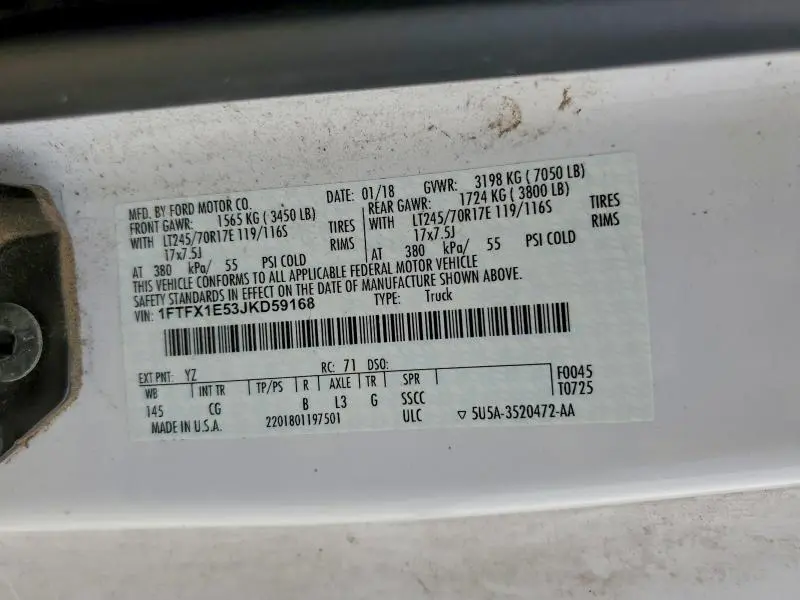 MFD. BY FORD MOTOR CO. DATE: 01/18 GVWR: 3198 KG ( 7050 LB)
FRONT GAWR: 1565 KG ( 3450 LB) REAR GAWR: 1724 KG ( 3800 LB)
WITH LT245/70R17E 119/116S TIRES WITH LT245/70R17E 119/116S TIRES
17x7.5J RIMS 17x7.5J RIMS
AT 380 kPa/ 55 PSI COLD AT 380 kPa/ 55 PSI COLD
THIS VEHICLE CONFORMS TO ALL APPLICABLE FEDERAL MOTOR VEHICLE
SAFETY STANDARDS IN EFFECT ON THE DATE OF MANUFACTURE SHOWN ABOVE.
VIN: 1FTFX1E53JKD59168 TYPE: Truck
EXT PNT: YZ RC: 71 DSO: F0045
WB INT TR TP/PS R AXLE TR SPR T0725
145 CG B L3 G SSCC
MADE IN U.S.A. 2201801197501 ULC ▽ 5U5A-3520472-AA